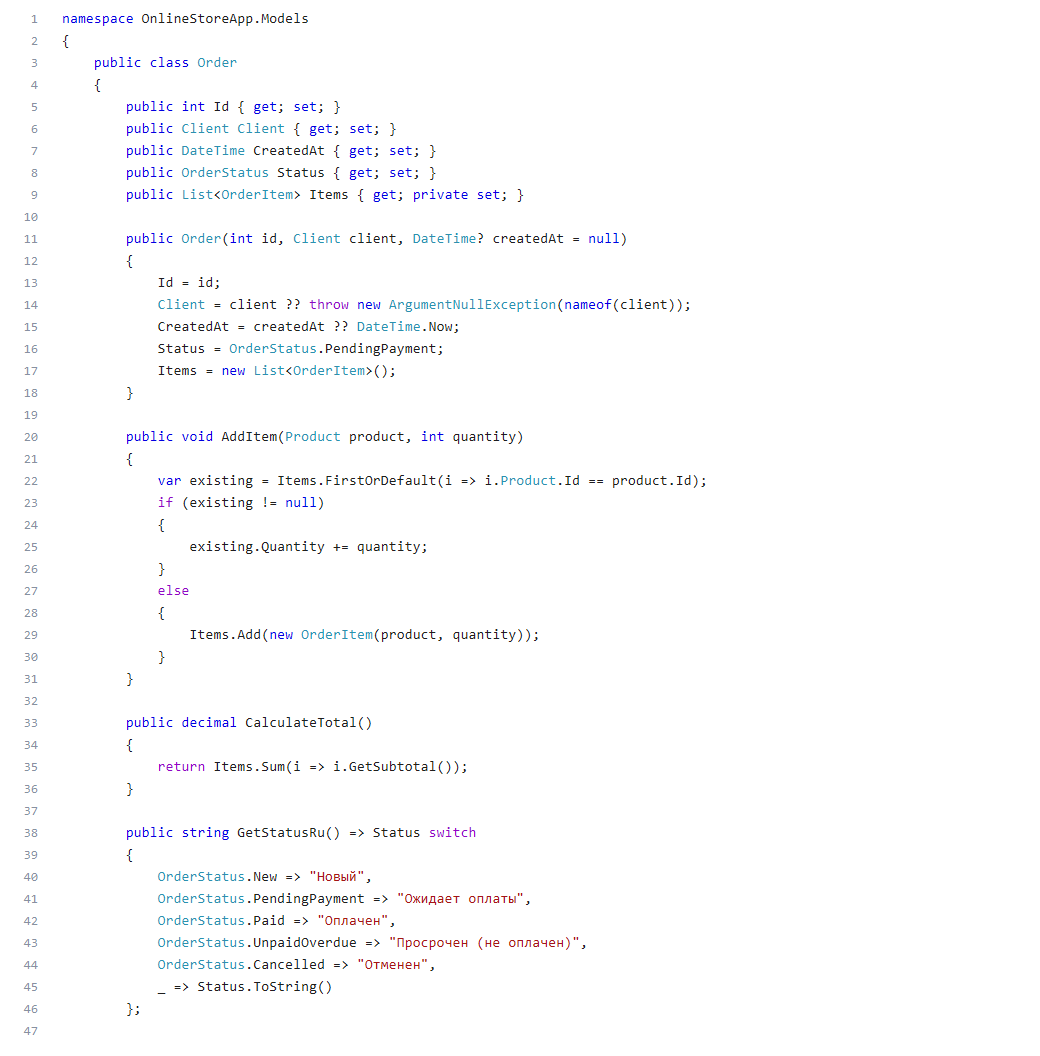 1 namespace OnlineStoreApp.Models
2 {
3     public class Order
4     {
5         public int Id { get; set; }
6         public Client Client { get; set; }
7         public DateTime CreatedAt { get; set; }
8         public OrderStatus Status { get; set; }
9         public List<OrderItem> Items { get; private set; }
10
11         public Order(int id, Client client, DateTime? createdAt = null)
12         {
13             Id = id;
14             Client = client ?? throw new ArgumentNullException(nameof(client));
15             CreatedAt = createdAt ?? DateTime.Now;
16             Status = OrderStatus.PendingPayment;
17             Items = new List<OrderItem>();
18         }
19
20         public void AddItem(Product product, int quantity)
21         {
22             var existing = Items.FirstOrDefault(i => i.Product.Id == product.Id);
23             if (existing != null)
24             {
25                 existing.Quantity += quantity;
26             }
27             else
28             {
29                 Items.Add(new OrderItem(product, quantity));
30             }
31         }
32
33         public decimal CalculateTotal()
34         {
35             return Items.Sum(i => i.GetSubtotal());
36         }
37
38         public string GetStatusRu() => Status switch
39         {
40             OrderStatus.New => "Новый",
41             OrderStatus.PendingPayment => "Ожидает оплаты",
42             OrderStatus.Paid => "Оплачен",
43             OrderStatus.UnpaidOverdue => "Просрочен (не оплачен)",
44             OrderStatus.Cancelled => "Отменен",
45             _ => Status.ToString()
46         };
47